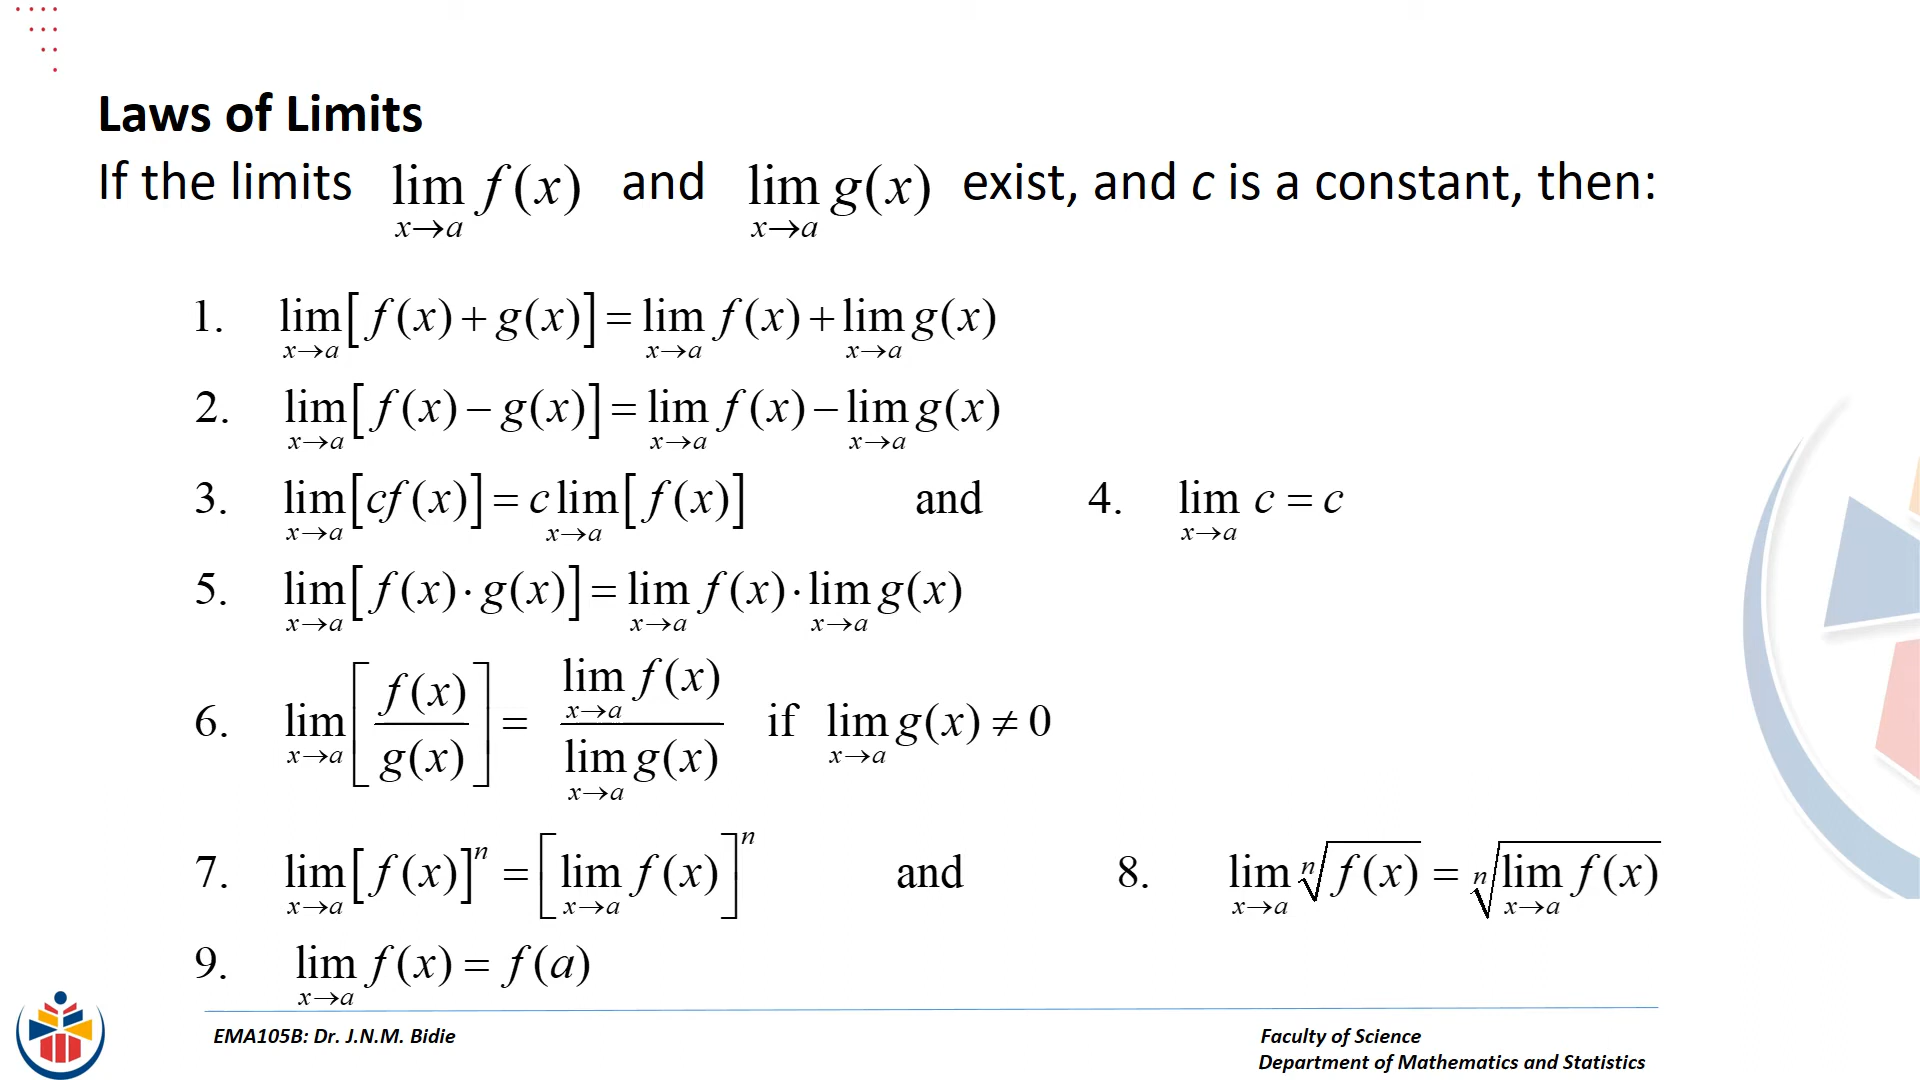 Laws of Limits
If the limits lim_{x→a} f(x) and lim_{x→a} g(x) exist, and c is a constant, then:
1. lim_{x→a} [f(x) + g(x)] = lim_{x→a} f(x) + lim_{x→a} g(x)
2. lim_{x→a} [f(x) − g(x)] = lim_{x→a} f(x) − lim_{x→a} g(x)
3. lim_{x→a} [cf(x)] = c lim_{x→a} [f(x)] and 4. lim_{x→a} c = c
5. lim_{x→a} [f(x) · g(x)] = lim_{x→a} f(x) · lim_{x→a} g(x)
6. lim_{x→a} [f(x) / g(x)] = lim_{x→a} f(x) / lim_{x→a} g(x) if lim_{x→a} g(x) ≠ 0
7. lim_{x→a} [f(x)]^n = [lim_{x→a} f(x)]^n and 8. lim_{x→a} ⁿ√(f(x)) = ⁿ√(lim_{x→a} f(x))
9. lim_{x→a} f(x) = f(a)
EMA105B: Dr. J.N.M. Bidie
Faculty of Science
Department of Mathematics and Statistics